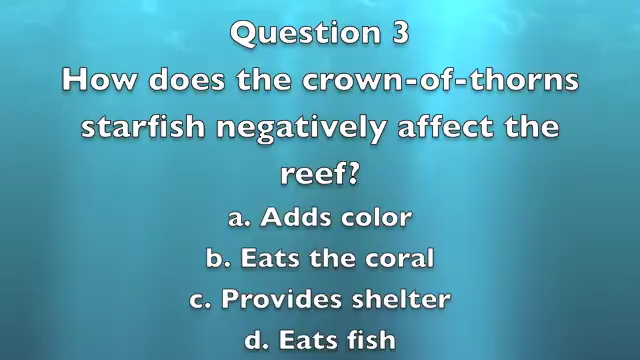 Question 3
How does the crown-of-thorns
starfish negatively affect the
reef?
a. Adds color
b. Eats the coral
c. Provides shelter
d. Eats fish